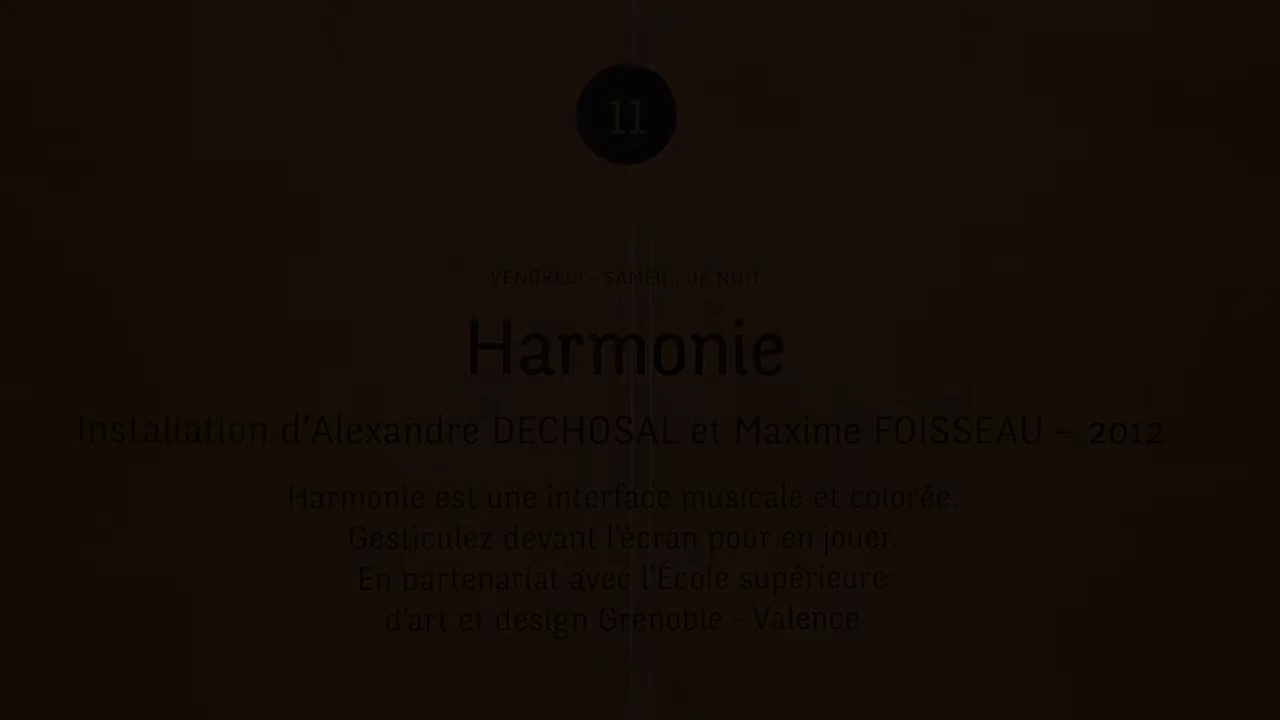 11
VENDREDI - SAMEDI, DE NUIT
Harmonie
Installation d'Alexandre DECHOSAL et Maxime FOISSEAU – 2012
Harmonie est une interface musicale et colorée.
Gesticulez devant l'écran pour en jouer.
En partenariat avec l'École supérieure
d'art et design Grenoble - Valence